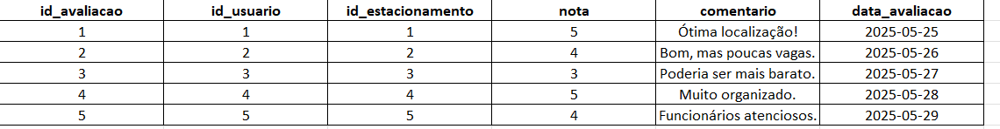 id_avaliacao id_usuario id_estacionamento nota comentario data_avaliacao
1 1 1 5 Ótima localização! 2025-05-25
2 2 2 4 Bom, mas poucas vagas. 2025-05-26
3 3 3 3 Poderia ser mais barato. 2025-05-27
4 4 4 5 Muito organizado. 2025-05-28
5 5 5 4 Funcionários atenciosos. 2025-05-29